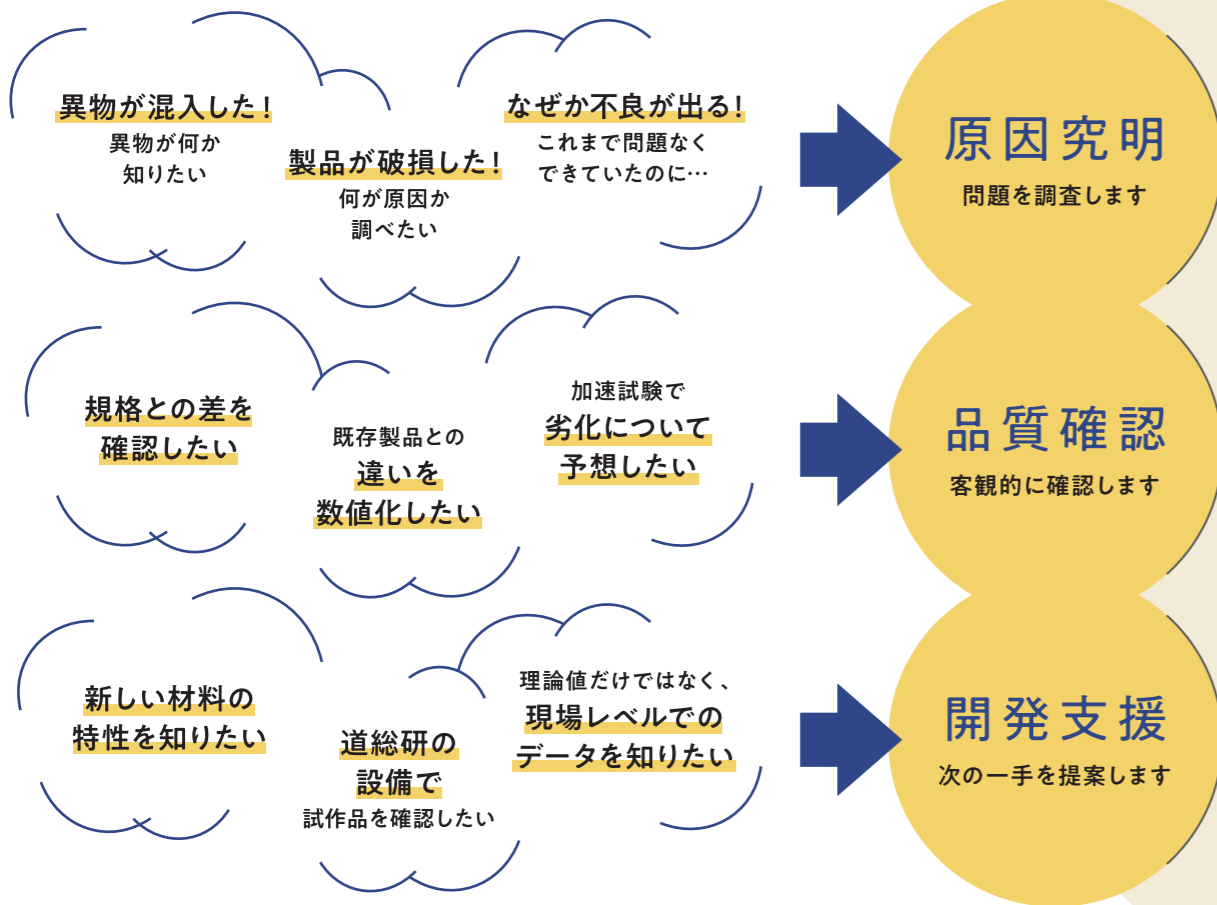 異物が混入した！
異物が何か
知りたい
製品が破損した！
何が原因か
調べたい
なぜか不良が出る！
これまで問題なく
できていたのに…
原因究明
問題を調査します
規格との差を
確認したい
既存製品との
違いを
数値化したい
加速試験で
劣化について
予想したい
品質確認
客観的に確認します
新しい材料の
特性を知りたい
道総研の
設備で
試作品を確認したい
理論値だけではなく、
現場レベルでの
データを知りたい
開発支援
次の一手を提案します